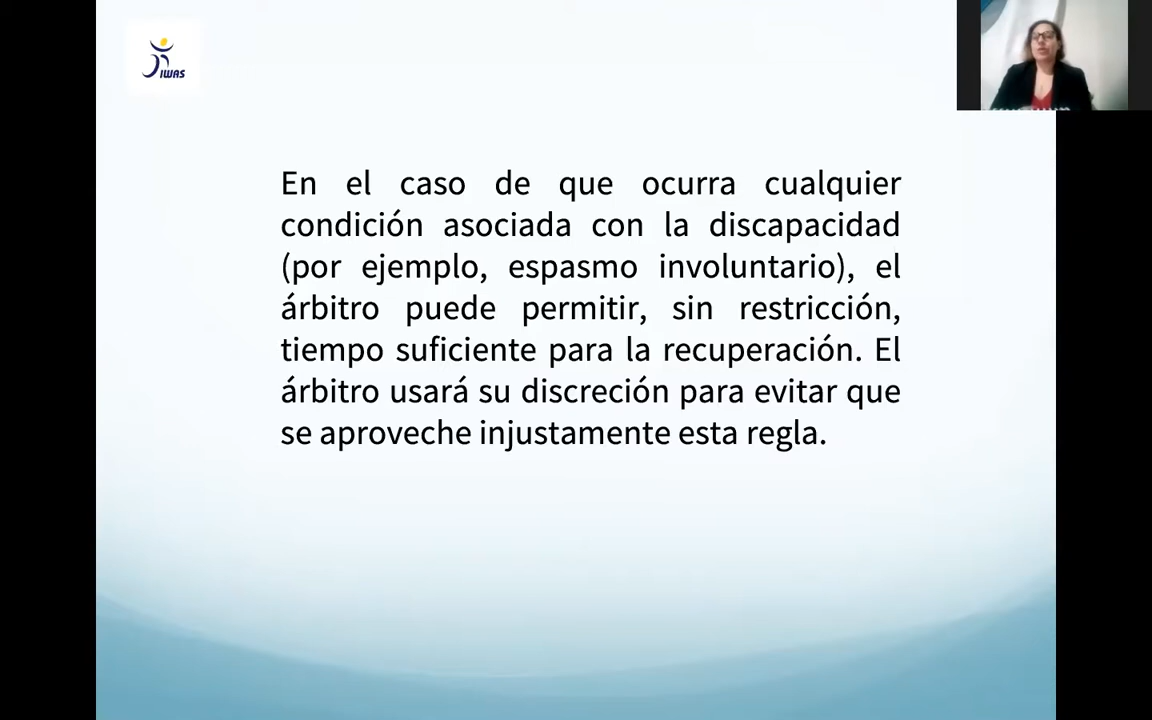 IWAS
En el caso de que ocurra cualquier
condición asociada con la discapacidad
(por ejemplo, espasmo involuntario), el
árbitro puede permitir, sin restricción,
tiempo suficiente para la recuperación. El
árbitro usará su discreción para evitar que
se aproveche injustamente esta regla.